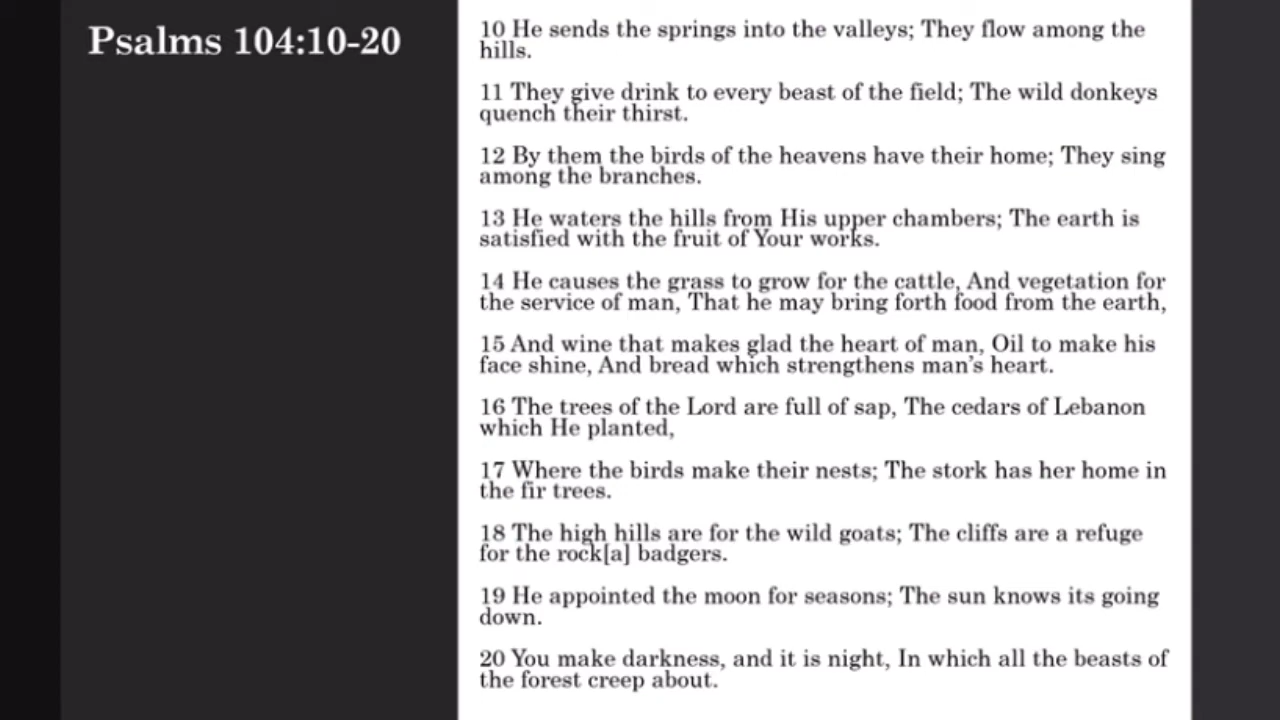 Psalms 104:10-20
10 He sends the springs into the valleys; They flow among the
hills.
11 They give drink to every beast of the field; The wild donkeys
quench their thirst.
12 By them the birds of the heavens have their home; They sing
among the branches.
13 He waters the hills from His upper chambers; The earth is
satisfied with the fruit of Your works.
14 He causes the grass to grow for the cattle, And vegetation for
the service of man, That he may bring forth food from the earth,
15 And wine that makes glad the heart of man, Oil to make his
face shine, And bread which strengthens man’s heart.
16 The trees of the Lord are full of sap, The cedars of Lebanon
which He planted,
17 Where the birds make their nests; The stork has her home in
the fir trees.
18 The high hills are for the wild goats; The cliffs are a refuge
for the rock[a] badgers.
19 He appointed the moon for seasons; The sun knows its going
down.
20 You make darkness, and it is night, In which all the beasts of
the forest creep about.